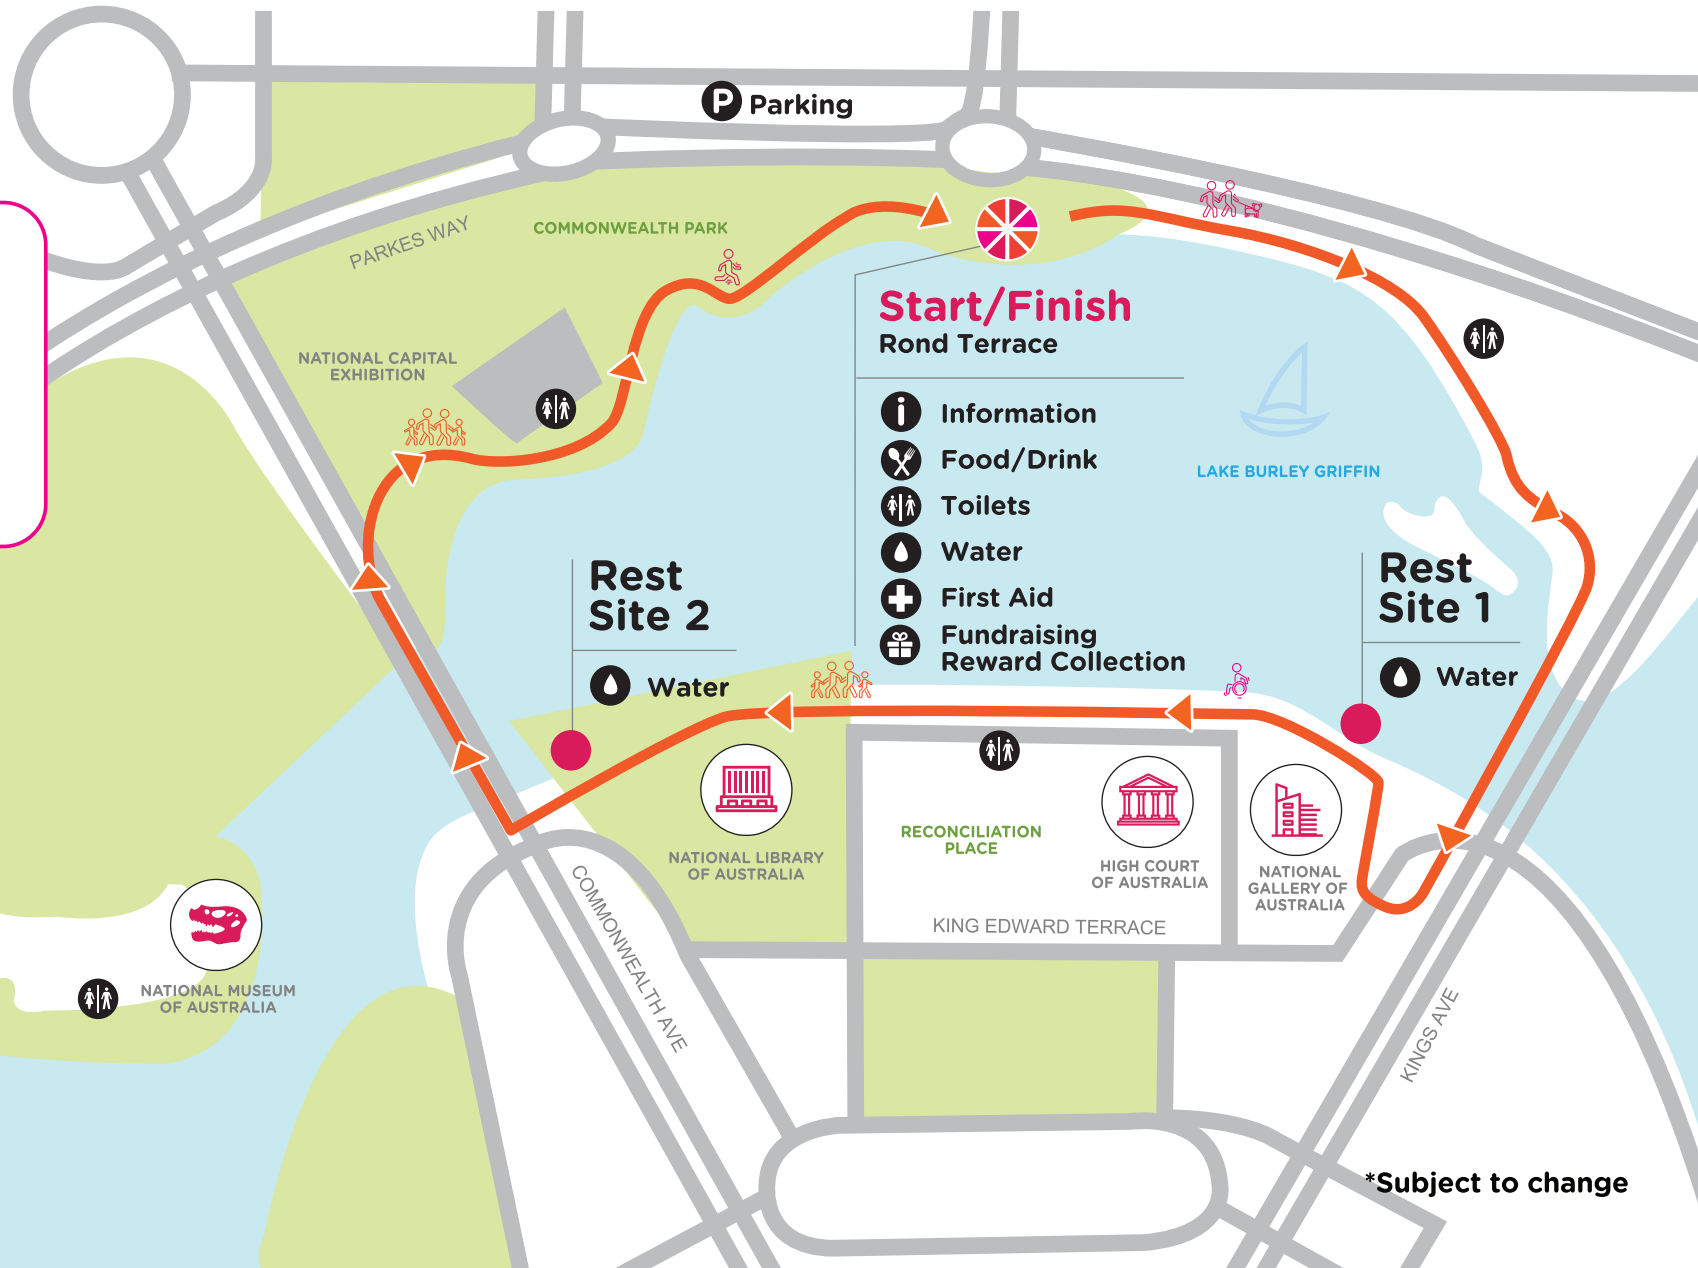 P Parking
PARKES WAY
COMMONWEALTH PARK
Start/Finish
Rond Terrace
NATIONAL CAPITAL
EXHIBITION
Information
Food/Drink
Toilets
Water
First Aid
Fundraising
Reward Collection
LAKE BURLEY GRIFFIN
Rest
Site 2
Water
Rest
Site 1
Water
NATIONAL LIBRARY
OF AUSTRALIA
RECONCILIATION
PLACE
HIGH COURT
OF AUSTRALIA
NATIONAL
GALLERY OF
AUSTRALIA
KING EDWARD TERRACE
COMMONWEALTH AVE
KINGS AVE
NATIONAL MUSEUM
OF AUSTRALIA
*Subject to change